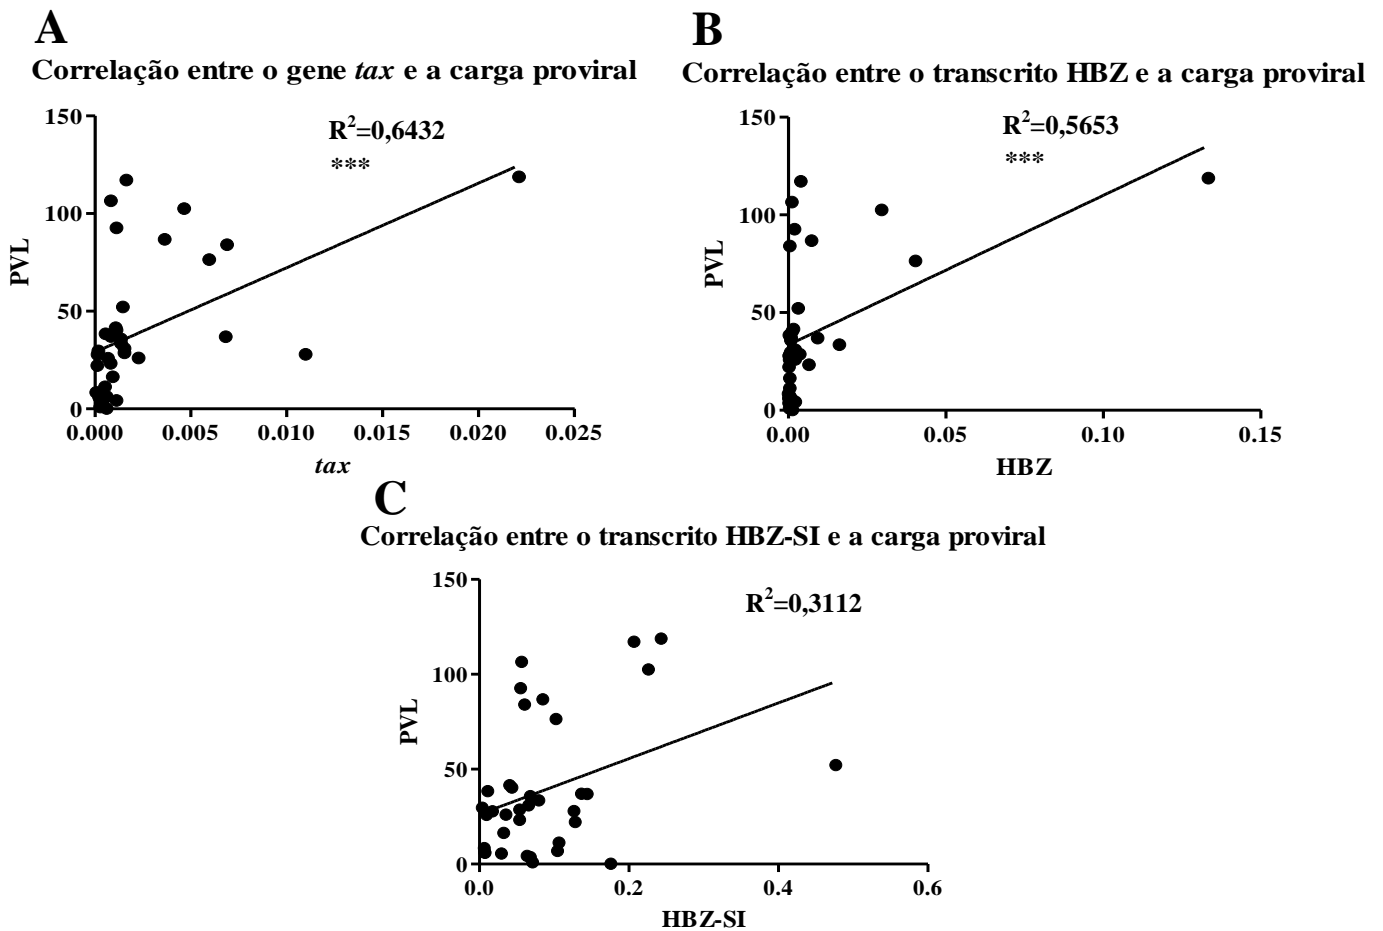 A
Correlação entre o gene tax e a carga proviral
R²=0,6432
***
150
100
50
0
PVL
0.000 0.005 0.010 0.015 0.020 0.025
tax
B
Correlação entre o transcrito HBZ e a carga proviral
R²=0,5653
***
150
100
50
0
PVL
0.00 0.05 0.10 0.15
HBZ
C
Correlação entre o transcrito HBZ-SI e a carga proviral
R²=0,3112
150
100
50
0
PVL
0.0 0.2 0.4 0.6
HBZ-SI